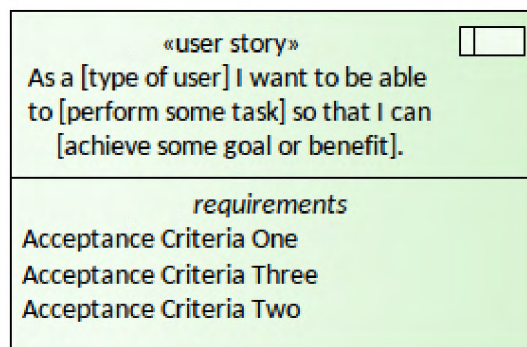 «user story»
As a [type of user] I want to be able
to [perform some task] so that I can
[achieve some goal or benefit].
requirements
Acceptance Criteria One
Acceptance Criteria Three
Acceptance Criteria Two